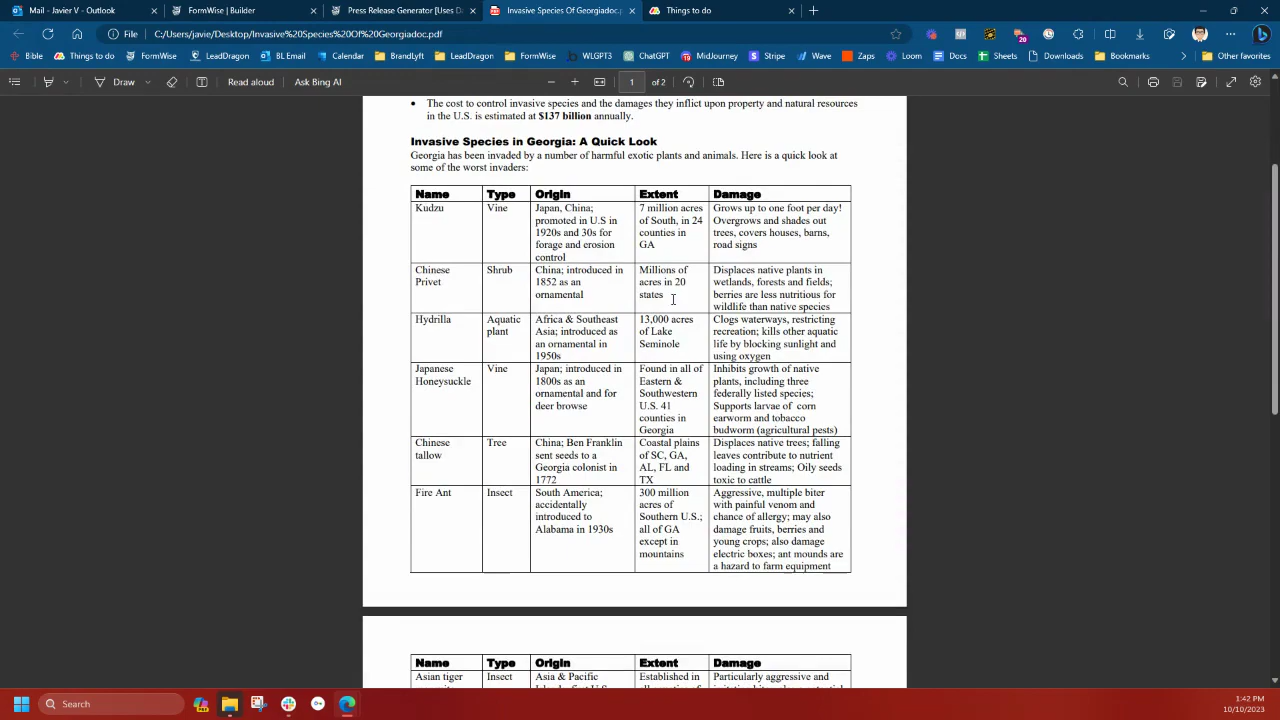 Mail - Javier V - Outlook
FormWise | Builder
Press Release Generator [Uses D
Invasive Species Of Georgiadoc.p
Things to do
File
C:/Users/javie/Desktop/Invasive%20Species%20Of%20Georgiadoc.pdf
20
Bible
Things to do
BL Email
Calendar
BrandLyft
LeadDragon
FormWise
LeadDragon
WLGPT3
ChatGPT
MidJourney
Stripe
Wave
Zaps
Loom
Docs
Sheets
Downloads
Bookmarks
Other favorites
Draw
Read aloud
Ask Bing AI
1
of 2
• The cost to control invasive species and the damages they inflict upon property and natural resources
in the U.S. is estimated at $137 billion annually.
Invasive Species in Georgia: A Quick Look
Georgia has been invaded by a number of harmful exotic plants and animals. Here is a quick look at
some of the worst invaders:
Name Type Origin Extent Damage
Kudzu
Vine
Japan, China;
promoted in U.S in
1920s and 30s for
forage and erosion
control
7 million acres
of South, in 24
counties in
GA
Grows up to one foot per day!
Overgrows and shades out
trees, covers houses, barns,
road signs
Chinese
Privet
Shrub
China; introduced in
1852 as an
ornamental
Millions of
acres in 20
states
Displaces native plants in
wetlands, forests and fields;
berries are less nutritious for
wildlife than native species
Hydrilla
Aquatic
plant
Africa & Southeast
Asia; introduced as
an ornamental in
1950s
13,000 acres
of Lake
Seminole
Clogs waterways, restricting
recreation; kills other aquatic
life by blocking sunlight and
using oxygen
Japanese
Honeysuckle
Vine
Japan; introduced in
1800s as an
ornamental and for
deer browse
Found in all of
Eastern &
Southwestern
U.S. 41
counties in
Georgia
Inhibits growth of native
plants, including three
federally listed species;
Supports larvae of corn
earworm and tobacco
budworm (agricultural pests)
Chinese
tallow
Tree
China; Ben Franklin
sent seeds to a
Georgia colonist in
1772
Coastal plains
of SC, GA,
AL, FL and
TX
Displaces native trees; falling
leaves contribute to nutrient
loading in streams; Oily seeds
toxic to cattle
Fire Ant
Insect
South America;
accidentally
introduced to
Alabama in 1930s
300 million
acres of
Southern U.S.;
all of GA
except in
mountains
Aggressive, multiple biter
with painful venom and
chance of allergy; may also
damage fruits, berries and
young crops; also damage
electric boxes; ant mounds are
a hazard to farm equipment
Name Type Origin Extent Damage
Asian tiger
Insect
Asia & Pacific
Established in
Particularly aggressive and
Search
1:42 PM
10/10/2023